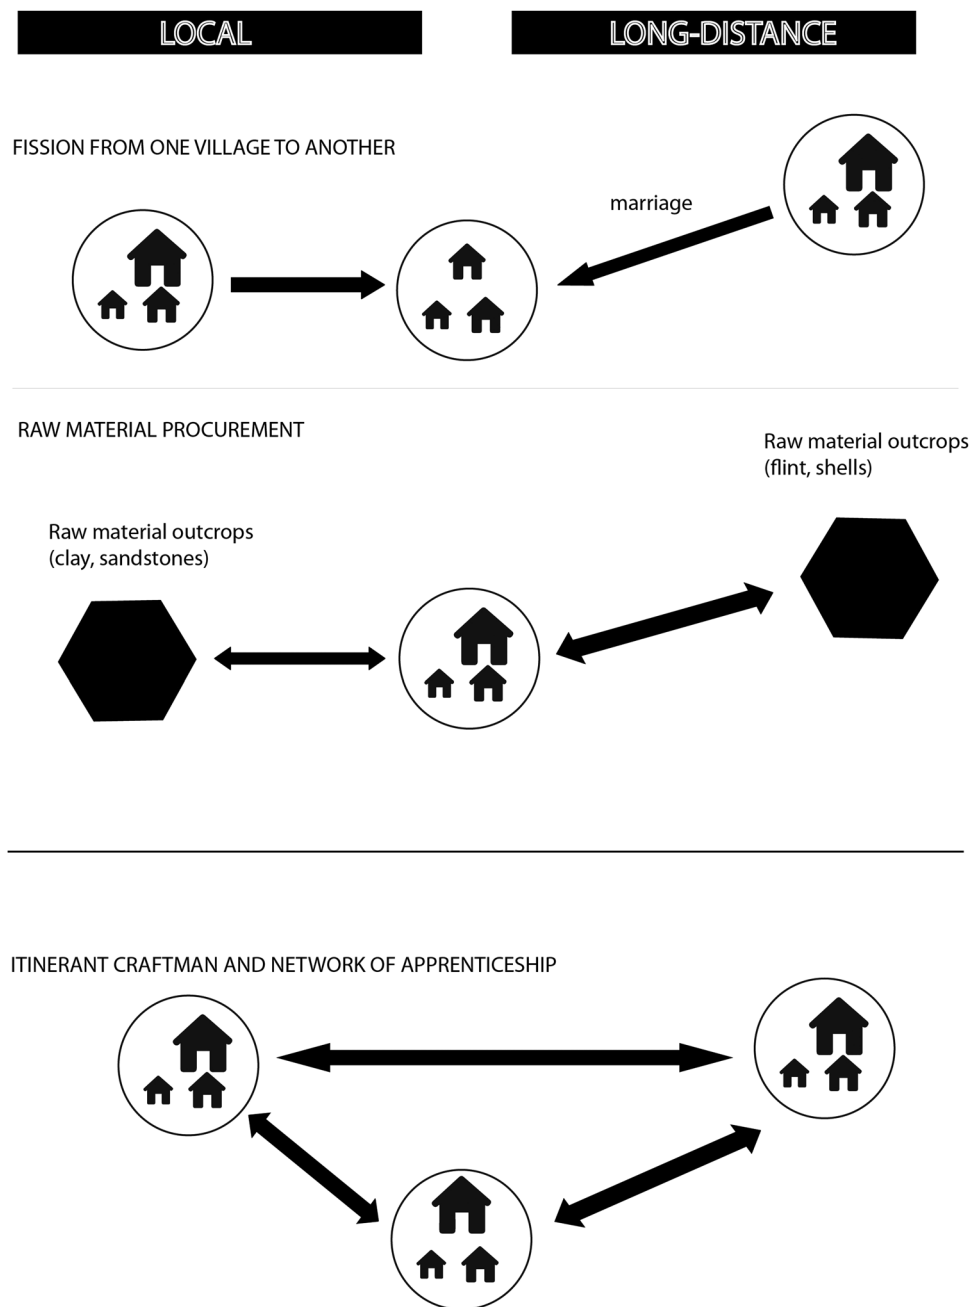 LOCAL
LONG-DISTANCE
FISSION FROM ONE VILLAGE TO ANOTHER
marriage
RAW MATERIAL PROCUREMENT
Raw material outcrops
(flint, shells)
Raw material outcrops
(clay, sandstones)
ITINERANT CRAFTMAN AND NETWORK OF APPRENTICESHIP